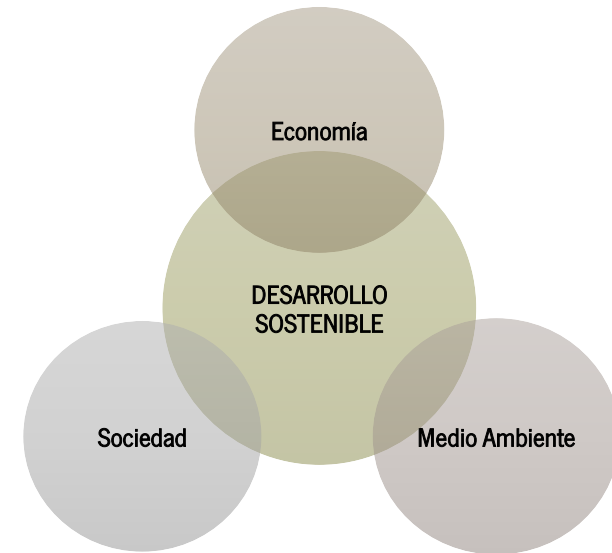 Economía
DESARROLLO
SOSTENIBLE
Sociedad
Medio Ambiente